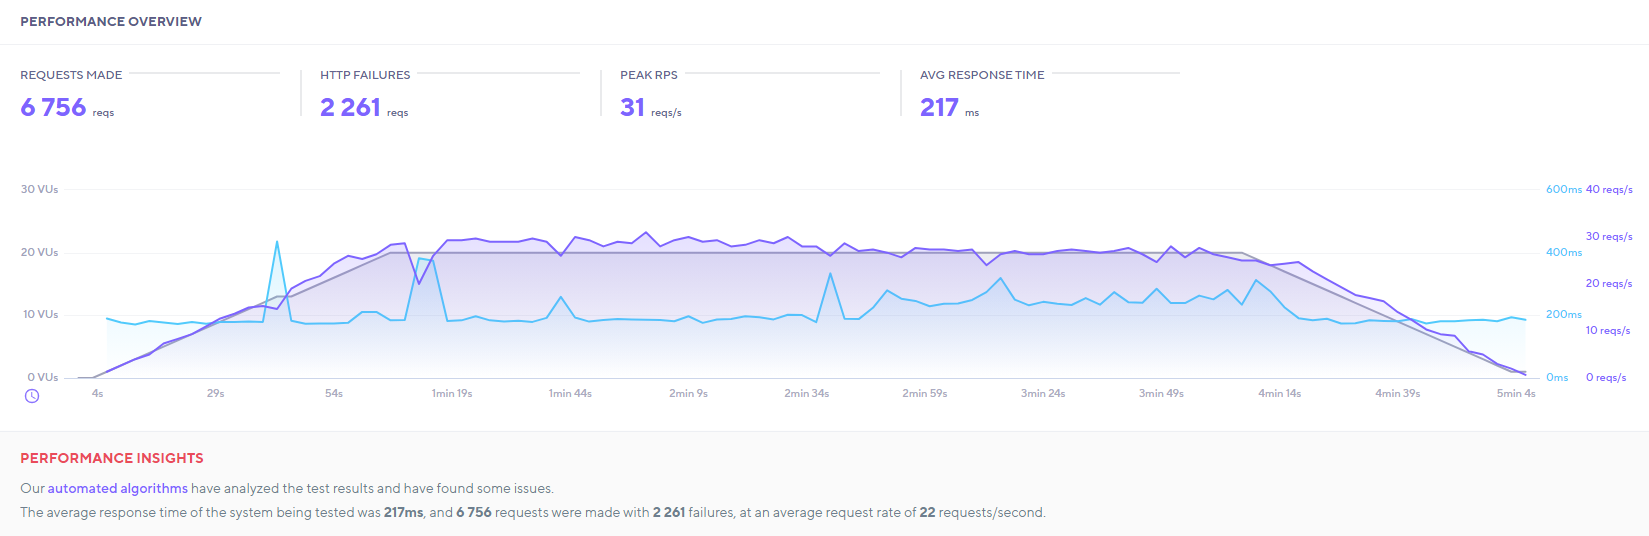 PERFORMANCE OVERVIEW
REQUESTS MADE
6 756 reqs
HTTP FAILURES
2 261 reqs
PEAK RPS
31 reqs/s
AVG RESPONSE TIME
217 ms
30 VUs
20 VUs
10 VUs
0 VUs
600ms 40 reqs/s
30 reqs/s
400ms
20 reqs/s
200ms
10 reqs/s
0ms 0 reqs/s
4s 29s 54s 1min 19s 1min 44s 2min 9s 2min 34s 2min 59s 3min 24s 3min 49s 4min 14s 4min 39s 5min 4s
PERFORMANCE INSIGHTS
Our automated algorithms have analyzed the test results and have found some issues.
The average response time of the system being tested was 217ms, and 6 756 requests were made with 2 261 failures, at an average request rate of 22 requests/second.